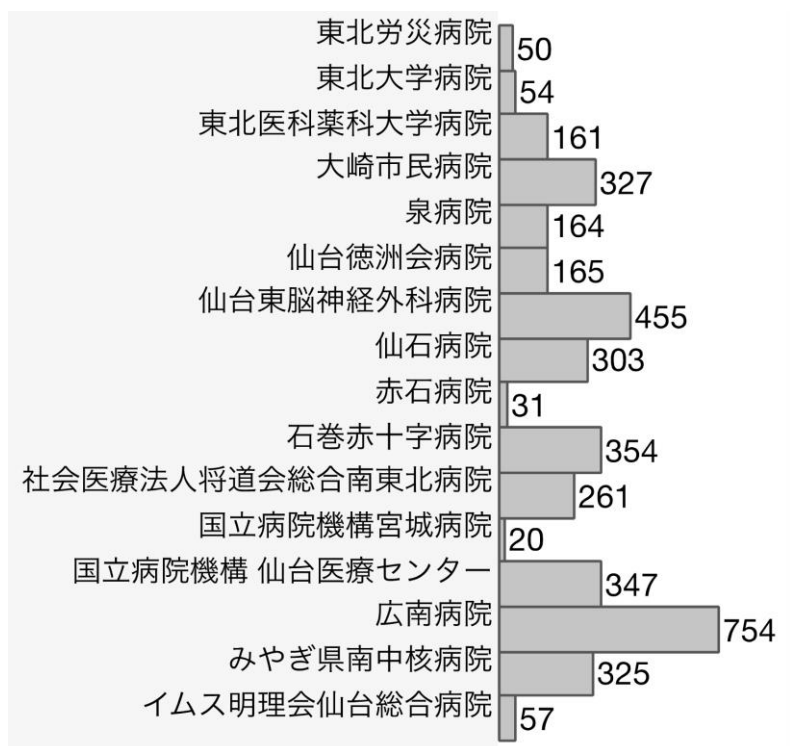 東北労災病院 50
東北大学病院 54
東北医科薬科大学病院 161
大崎市民病院 327
泉病院 164
仙台徳洲会病院 165
仙台東脳神経外科病院 455
仙石病院 303
赤石病院 31
石巻赤十字病院 354
社会医療法人将道会総合南東北病院 261
国立病院機構宮城病院 20
国立病院機構 仙台医療センター 347
広南病院 754
みやぎ県南中核病院 325
イムス明理会仙台総合病院 57